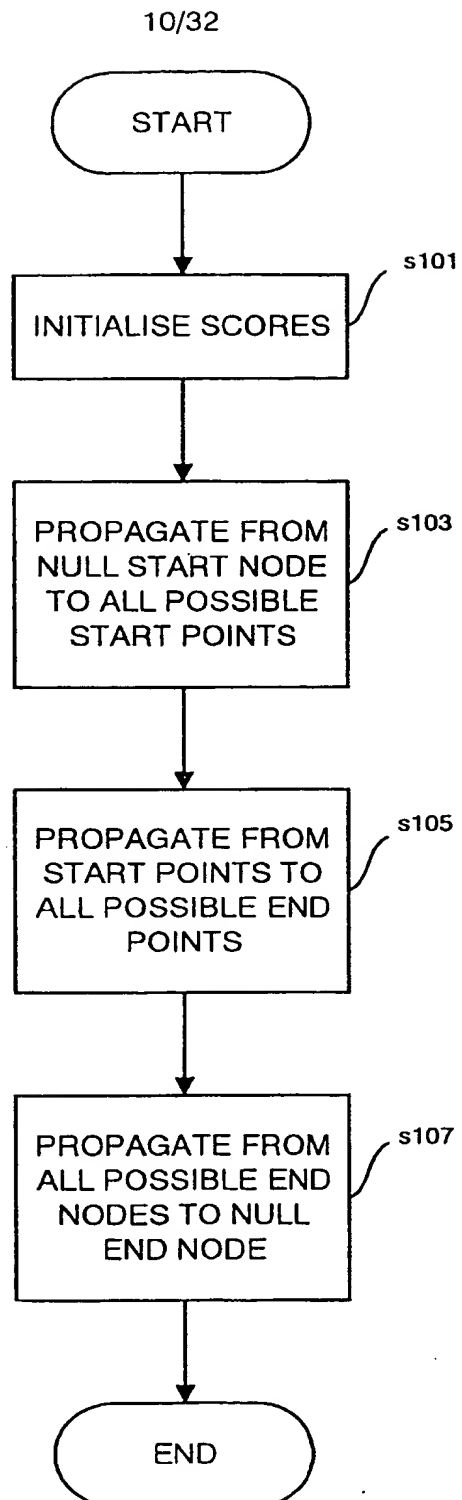 10/32
START
s101
INITIALISE SCORES
s103
PROPAGATE FROM
NULL START NODE
TO ALL POSSIBLE
START POINTS
s105
PROPAGATE FROM
START POINTS TO
ALL POSSIBLE END
POINTS
s107
PROPAGATE FROM
ALL POSSIBLE END
NODES TO NULL
END NODE
END